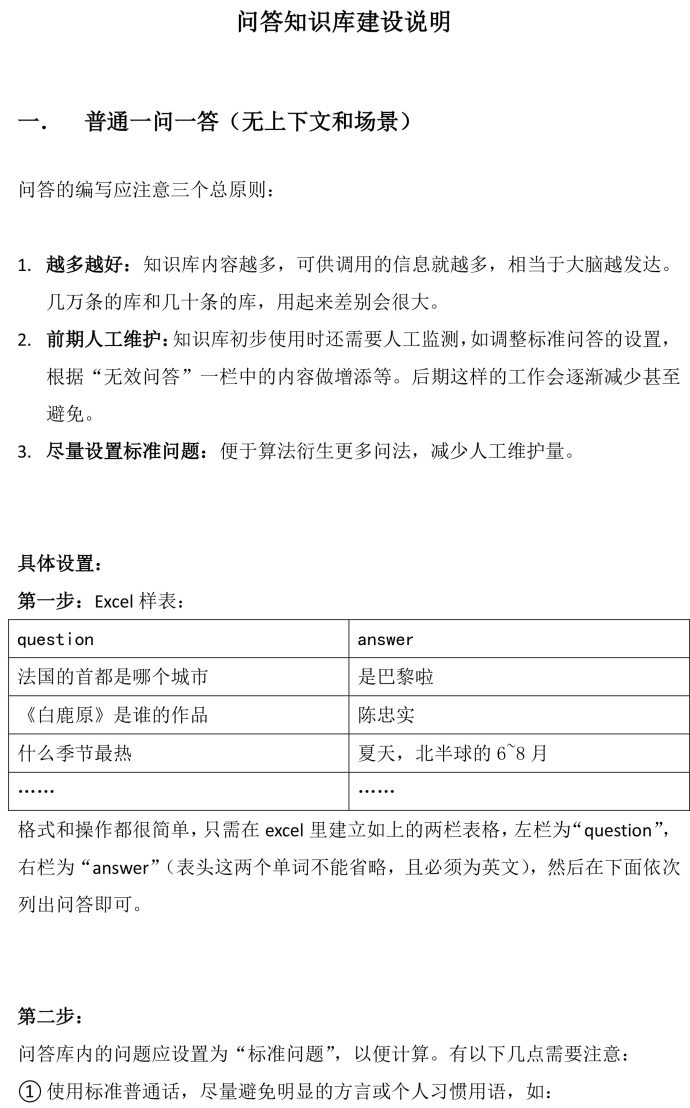 问答知识库建设说明
一. 普通一问一答（无上下文和场景）
问答的编写应注意三个总原则：
1. 越多越好：知识库内容越多，可供调用的信息就越多，相当于大脑越发达。
几万条的库和几十条的库，用起来差别会很大。
2. 前期人工维护：知识库初步使用时还需要人工监测，如调整标准问答的设置，
根据“无效问答”一栏中的内容做增添等。后期这样的工作会逐渐减少甚至
避免。
3. 尽量设置标准问题：便于算法衍生更多问法，减少人工维护量。
具体设置：
第一步：Excel 样表：
question answer
法国的首都是哪个城市 是巴黎啦
《白鹿原》是谁的作品 陈忠实
什么季节最热 夏天，北半球的 6~8 月
…… ……
格式和操作都很简单，只需在 excel 里建立如上的两栏表格，左栏为“question”，
右栏为“answer”（表头这两个单词不能省略，且必须为英文），然后在下面依次
列出问答即可。
第二步：
问答库内的问题应设置为“标准问题”，以便计算。有以下几点需要注意：
① 使用标准普通话，尽量避免明显的方言或个人习惯用语，如：